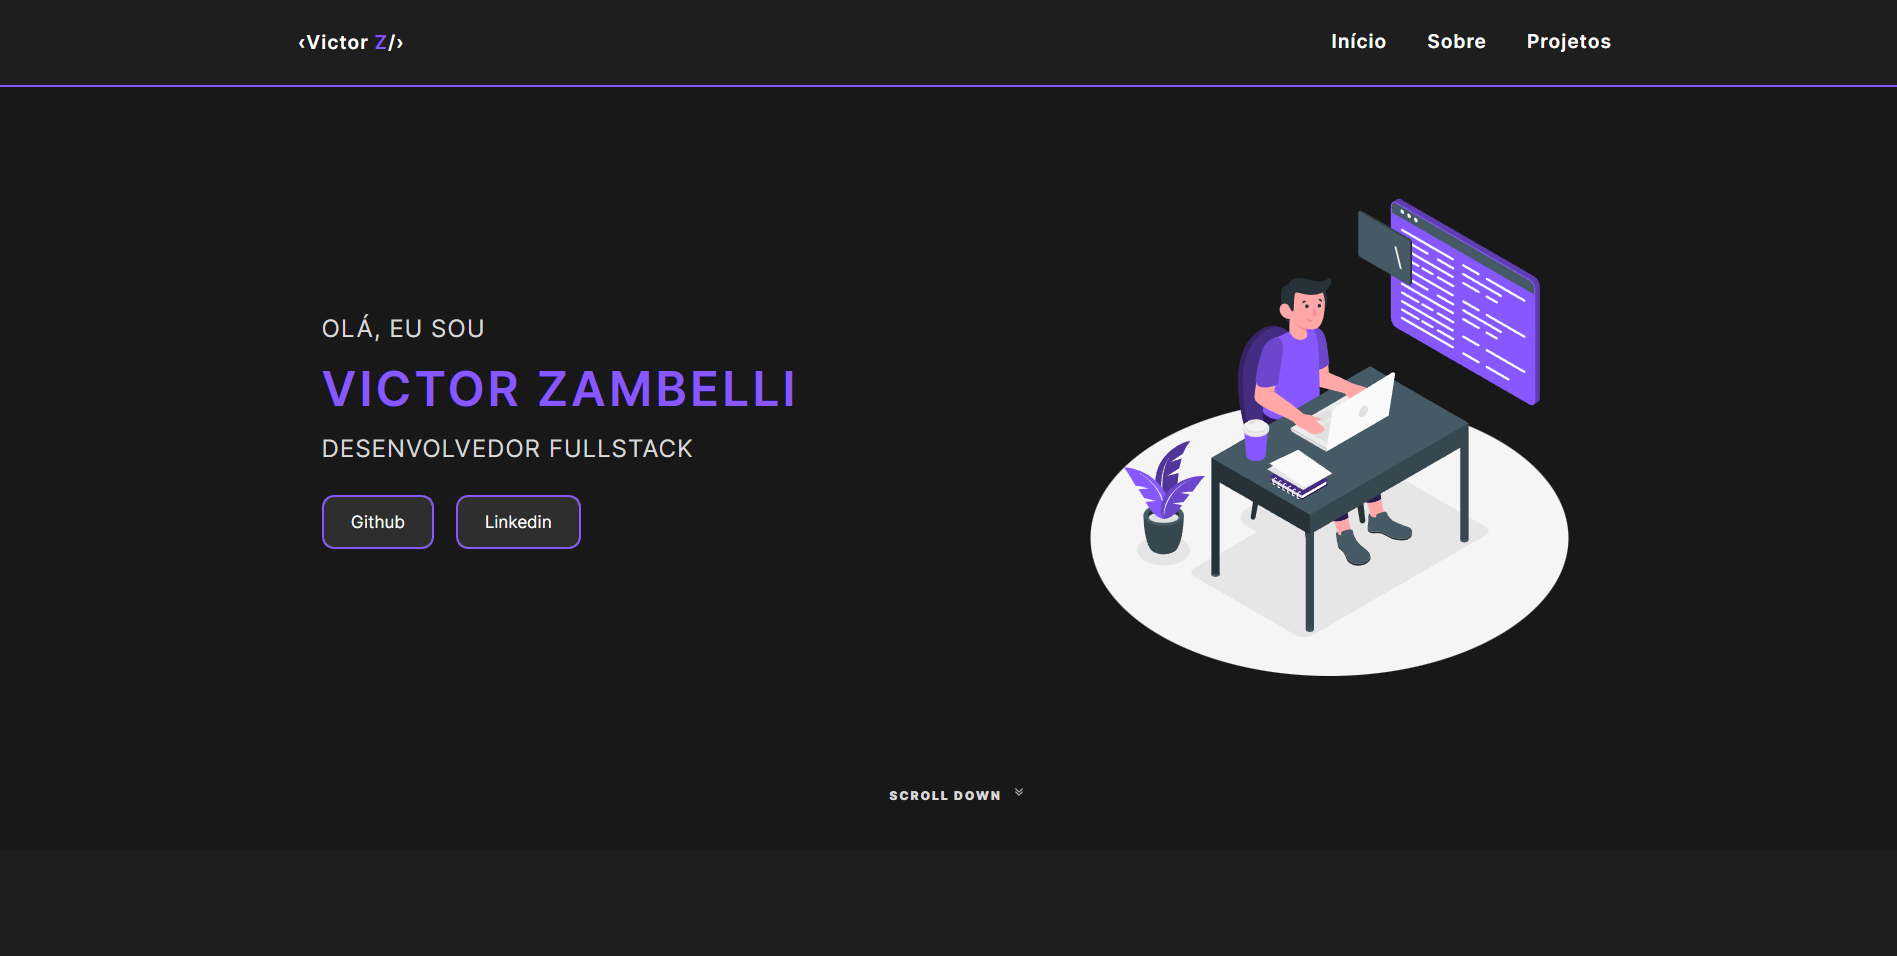 ‹Victor Z/›
Início Sobre Projetos
OLÁ, EU SOU
VICTOR ZAMBELLI
DESENVOLVEDOR FULLSTACK
Github Linkedin
SCROLL DOWN